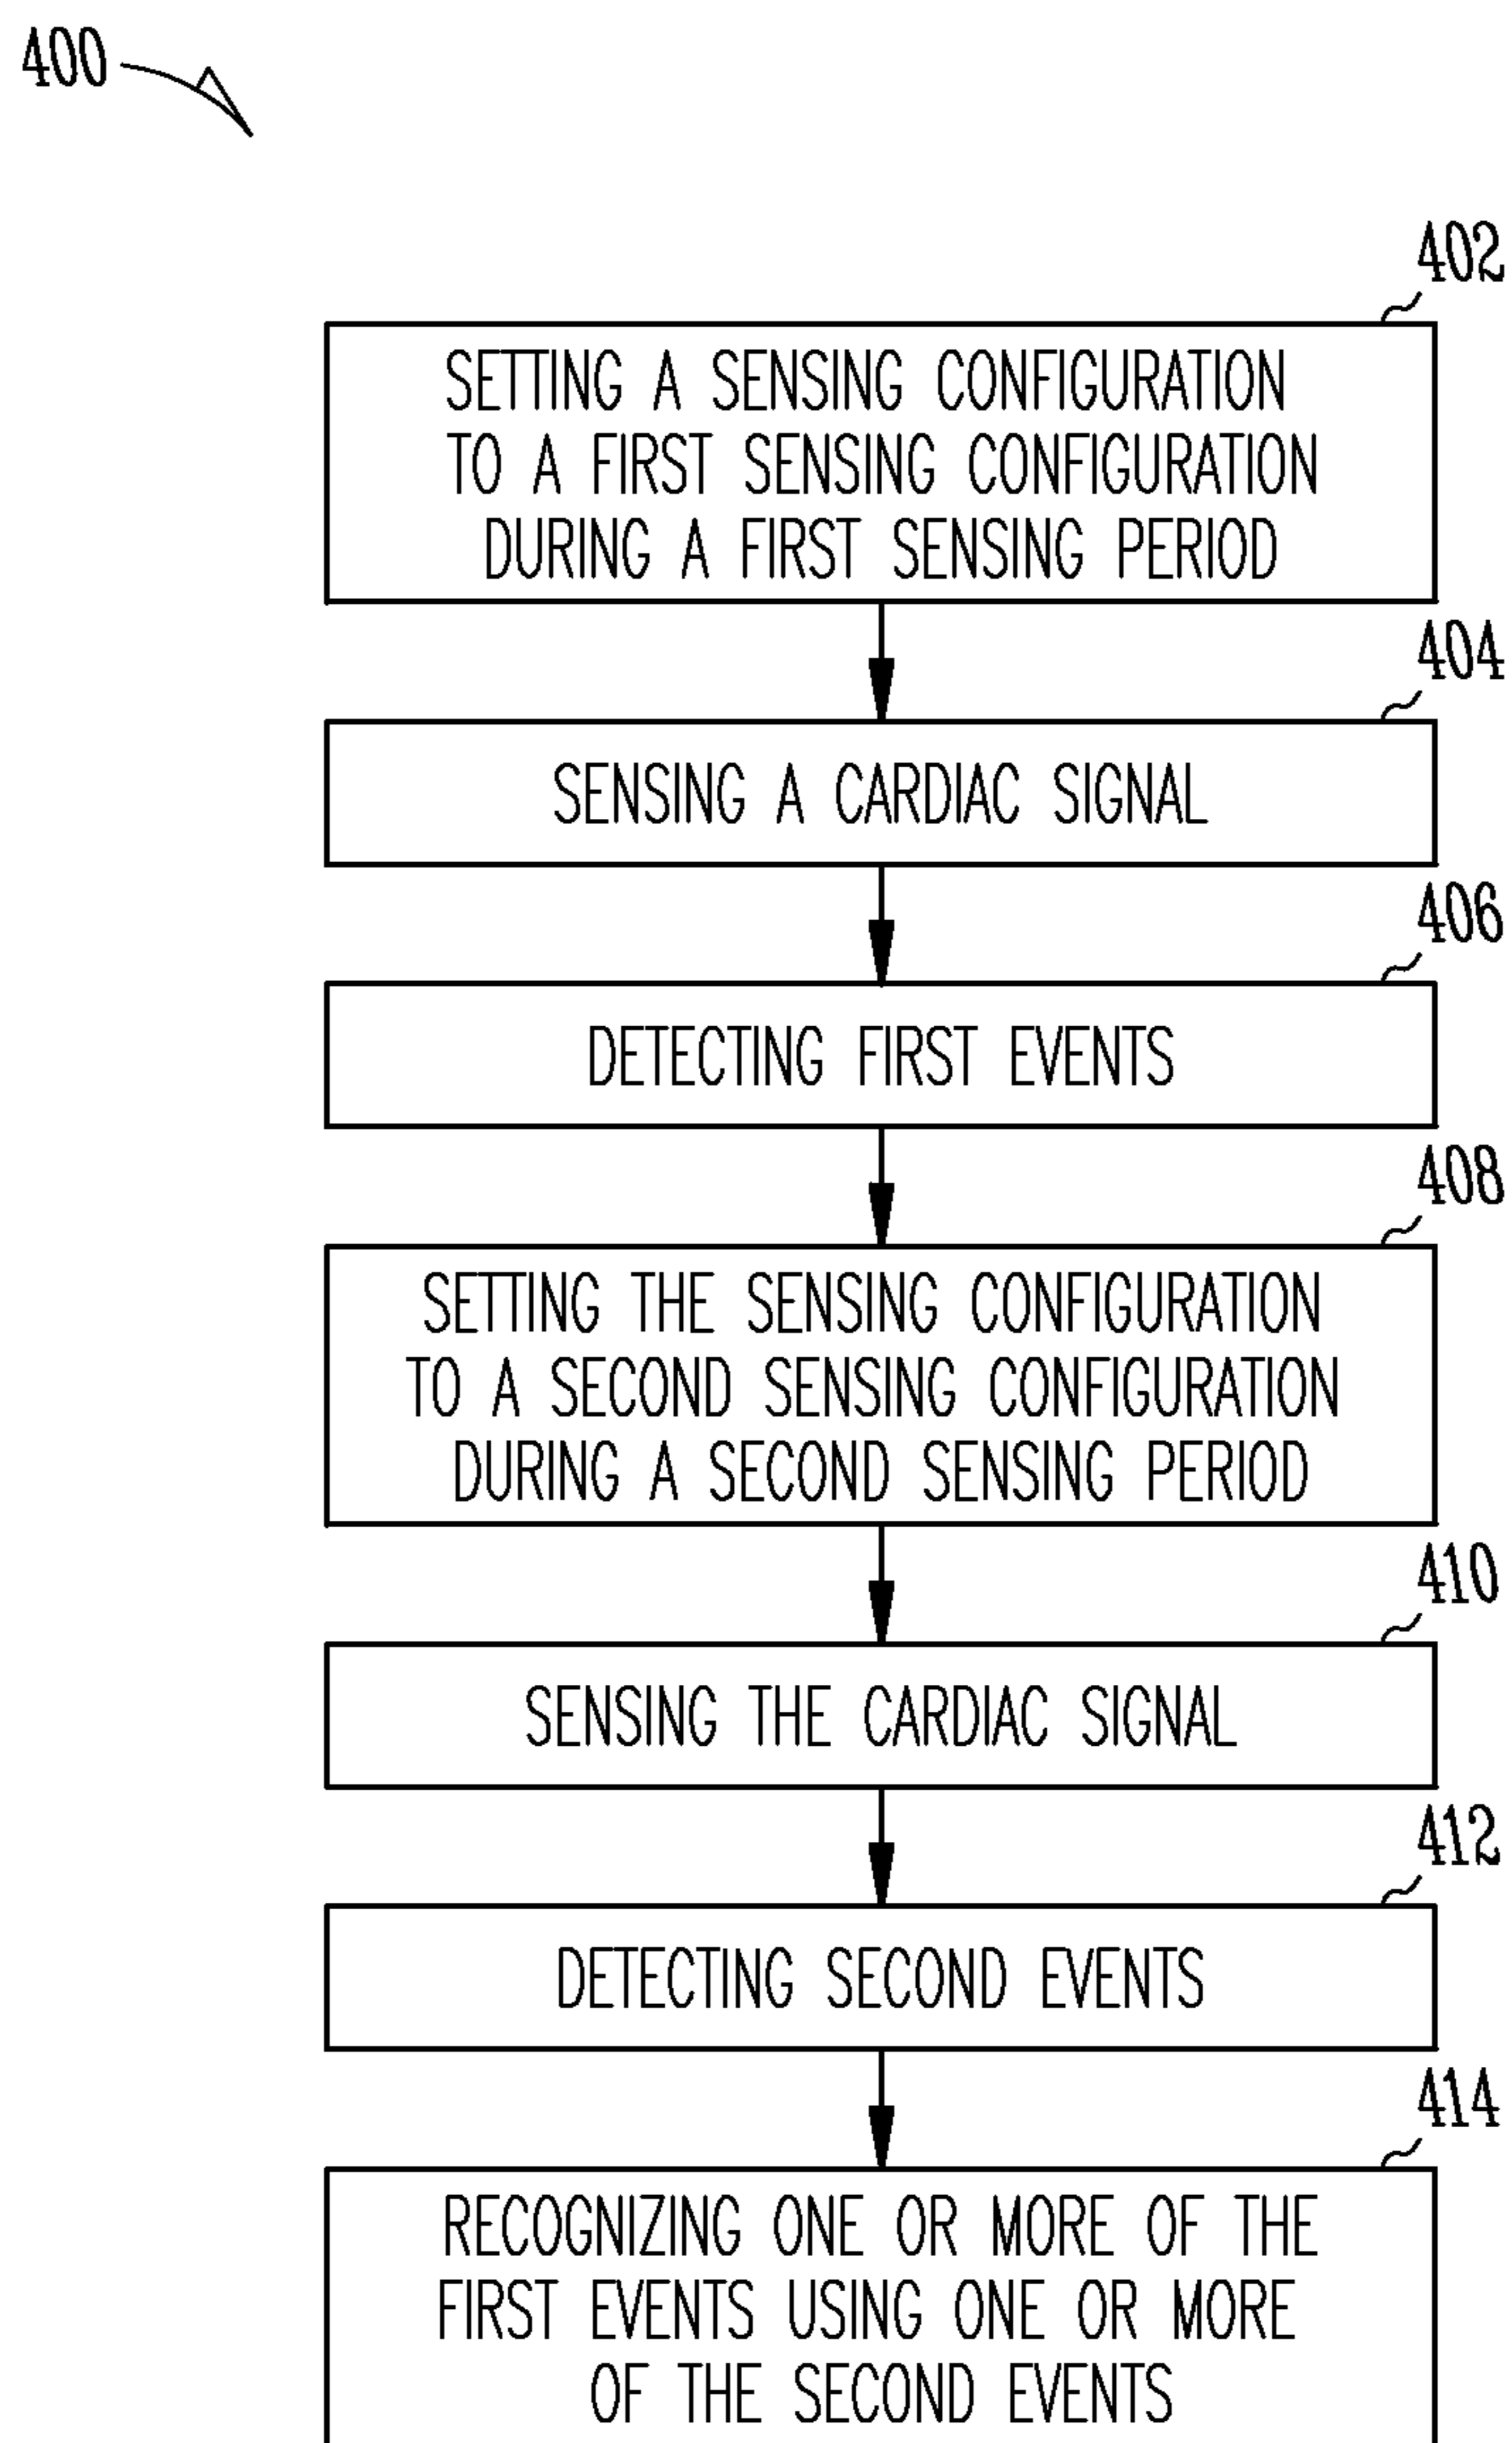 400
402
SETTING A SENSING CONFIGURATION
TO A FIRST SENSING CONFIGURATION
DURING A FIRST SENSING PERIOD
404
SENSING A CARDIAC SIGNAL
406
DETECTING FIRST EVENTS
408
SETTING THE SENSING CONFIGURATION
TO A SECOND SENSING CONFIGURATION
DURING A SECOND SENSING PERIOD
410
SENSING THE CARDIAC SIGNAL
412
DETECTING SECOND EVENTS
414
RECOGNIZING ONE OR MORE OF THE
FIRST EVENTS USING ONE OR MORE
OF THE SECOND EVENTS